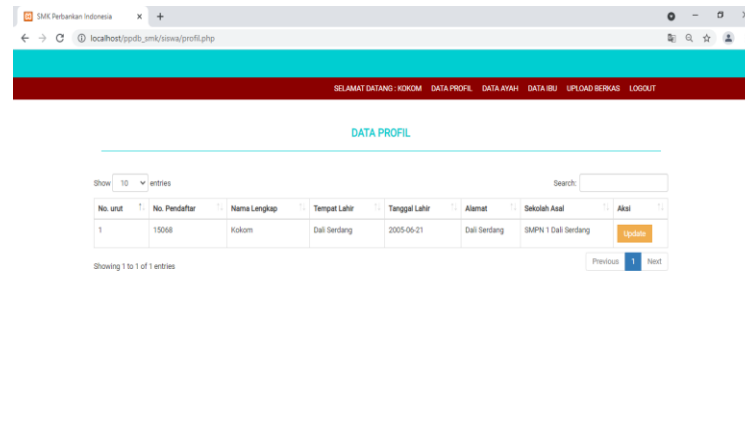 SMK Perbankan Indonesia
localhost/ppdb_smk/siswa/profil.php
SELAMAT DATANG : KOKOM DATA PROFIL DATA AYAH DATA IBU UPLOAD BERKAS LOGOUT
DATA PROFIL
Show 10 entries Search:
No. urut No. Pendaftar Nama Lengkap Tempat Lahir Tanggal Lahir Alamat Sekolah Asal Aksi
1 15068 Kokom Dali Serdang 2005-06-21 Dali Serdang SMPN 1 Dali Serdang Update
Showing 1 to 1 of 1 entries Previous 1 Next